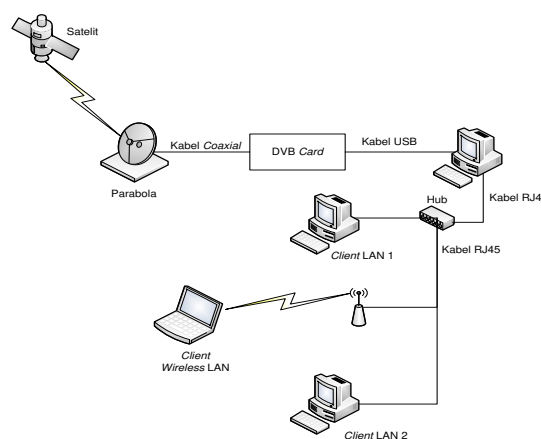 Satelit
Kabel Coaxial
DVB Card
Kabel USB
Parabola
Hub
Kabel RJ4
Client LAN 1
Kabel RJ45
Client
Wireless LAN
Client LAN 2